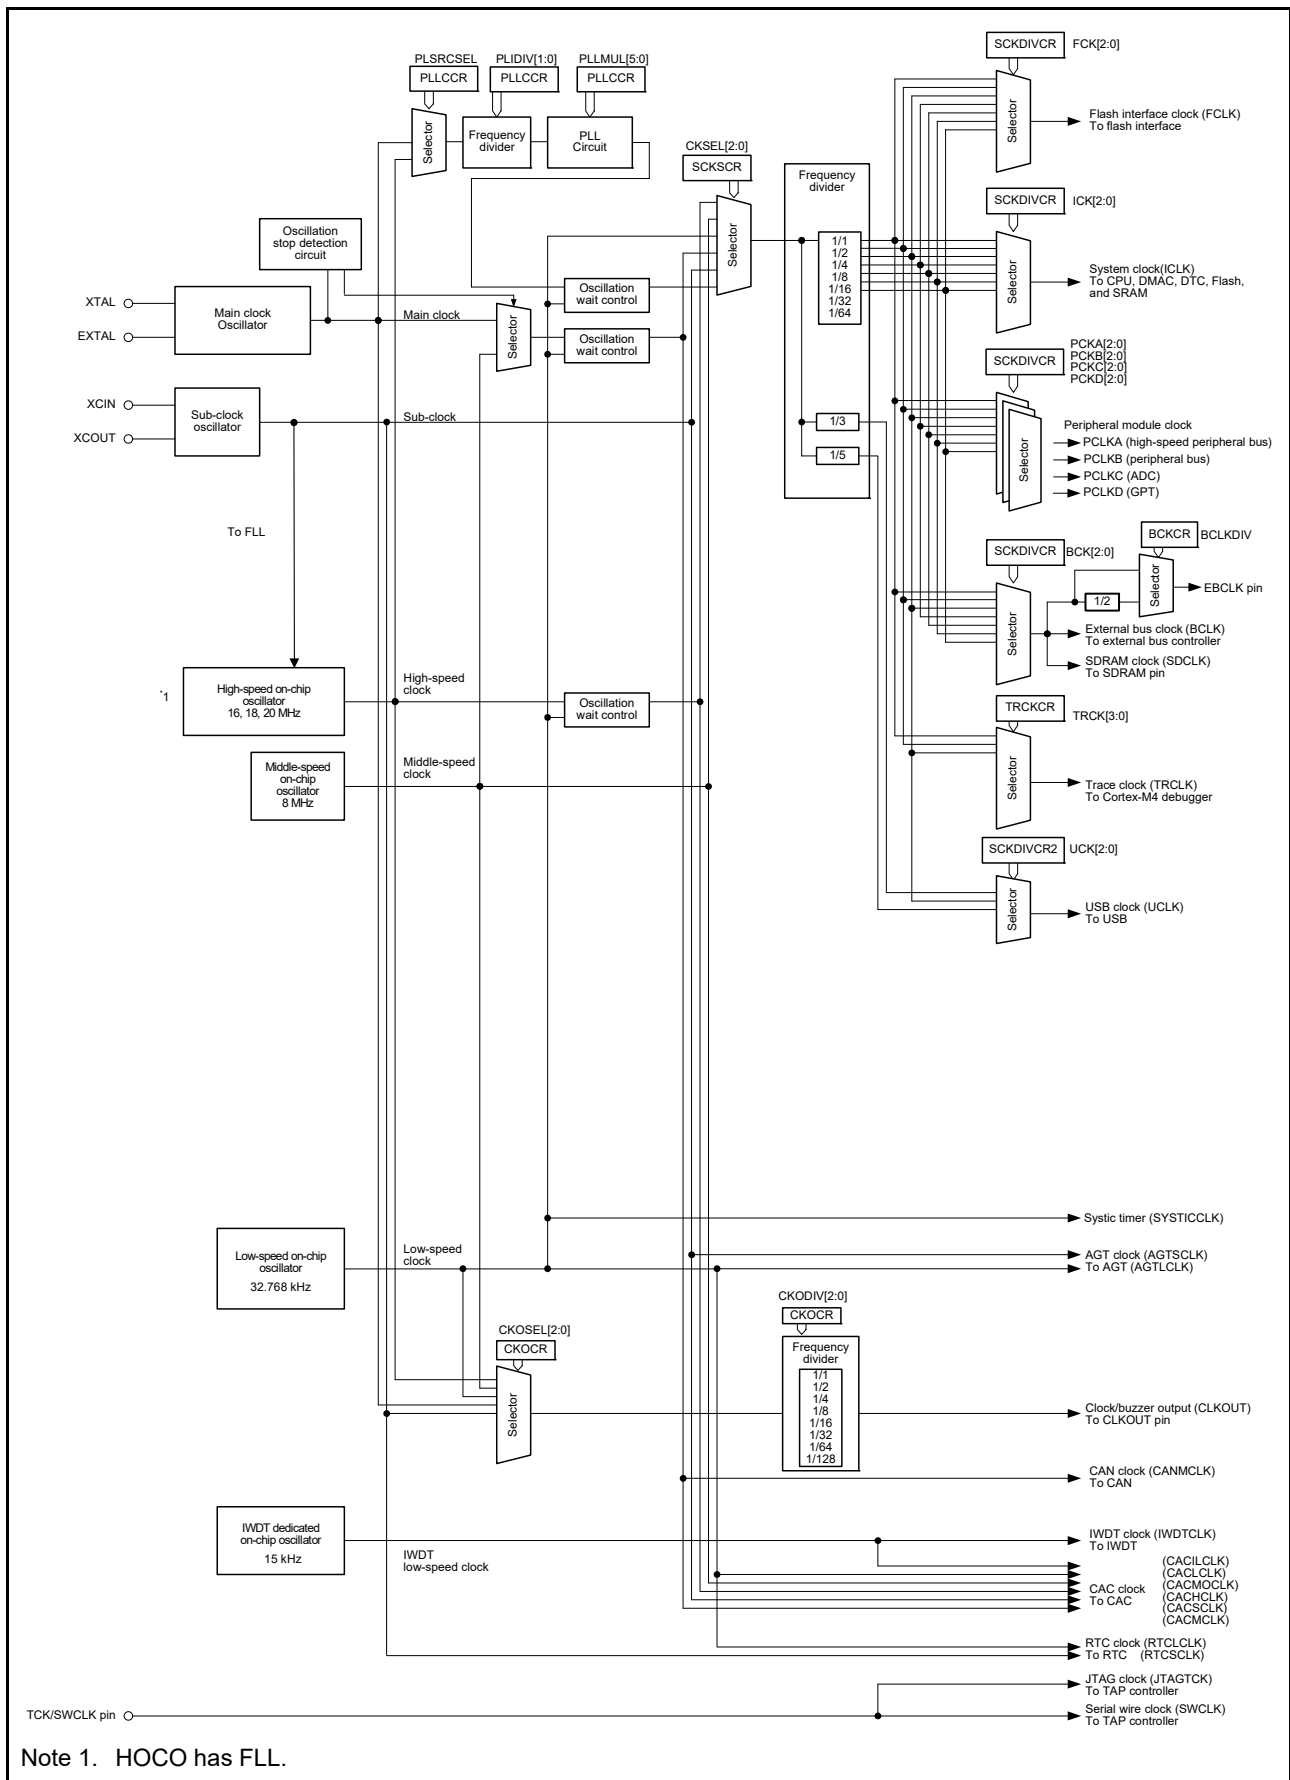 PLSRCSEL
PLLCCR
PLIDIV[1:0]
PLLCCR
PLLMUL[5:0]
PLLCCR
Selector
Frequency
divider
PLL
Circuit
CKSEL[2:0]
SCKSCR
Selector
Oscillation
stop detection
circuit
XTAL
EXTAL
Main clock
Oscillator
Main clock
Selector
Oscillation
wait control
Oscillation
wait control
XCIN
XCOUT
Sub-clock
oscillator
Sub-clock
To FLL
*1
High-speed on-chip
oscillator
16, 18, 20 MHz
High-speed
clock
Oscillation
wait control
Middle-speed
on-chip
oscillator
8 MHz
Middle-speed
clock
Frequency
divider
1/1
1/2
1/4
1/8
1/16
1/32
1/64
1/3
1/5
SCKDIVCR
FCK[2:0]
Selector
Flash interface clock (FCLK)
To flash interface
SCKDIVCR
ICK[2:0]
Selector
System clock(ICLK)
To CPU, DMAC, DTC, Flash,
and SRAM
SCKDIVCR
PCKA[2:0]
PCKB[2:0]
PCKC[2:0]
PCKD[2:0]
Selector
Peripheral module clock
PCLKA (high-speed peripheral bus)
PCLKB (peripheral bus)
PCLKC (ADC)
PCLKD (GPT)
SCKDIVCR
BCK[2:0]
Selector
BCKCR
BCLKDIV
1/2
Selector
EBCLK pin
External bus clock (BCLK)
To external bus controller
SDRAM clock (SDCLK)
To SDRAM pin
TRCKCR
TRCK[3:0]
Selector
Trace clock (TRCLK)
To Cortex-M4 debugger
SCKDIVCR2
UCK[2:0]
Selector
USB clock (UCLK)
To USB
Systic timer (SYSTICCLK)
Low-speed on-chip
oscillator
32.768 kHz
Low-speed
clock
AGT clock (AGTSCLK)
To AGT (AGTLCLK)
CKOSEL[2:0]
CKOCR
Selector
CKODIV[2:0]
CKOCR
Frequency
divider
1/1
1/2
1/4
1/8
1/16
1/32
1/64
1/128
Clock/buzzer output (CLKOUT)
To CLKOUT pin
CAN clock (CANMCLK)
To CAN
IWDT dedicated
on-chip oscillator
15 kHz
IWDT
low-speed clock
IWDT clock (IWDTCLK)
To IWDT
CAC clock
To CAC
(CACILCLK)
(CACLCLK)
(CACMOCLK)
(CACHCLK)
(CACSCLK)
(CACMCLK)
RTC clock (RTCLCLK)
To RTC (RTCSCLK)
JTAG clock (JTAGTCK)
To TAP controller
TCK/SWCLK pin
Serial wire clock (SWCLK)
To TAP controller
Note 1. HOCO has FLL.